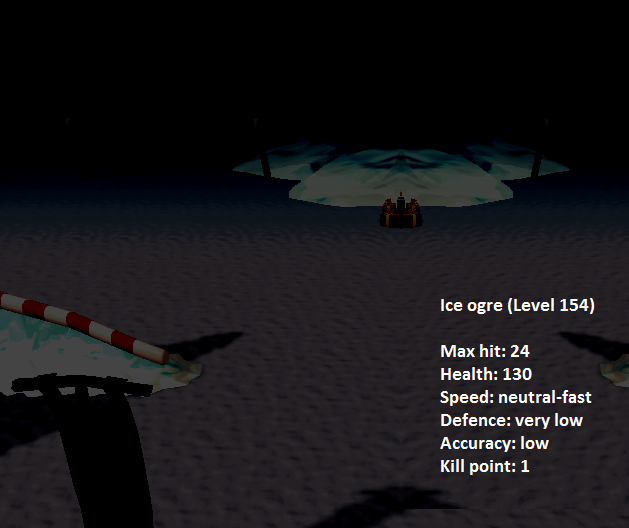 Ice ogre (Level 154)
Max hit: 24
Health: 130
Speed: neutral-fast
Defence: very low
Accuracy: low
Kill point: 1